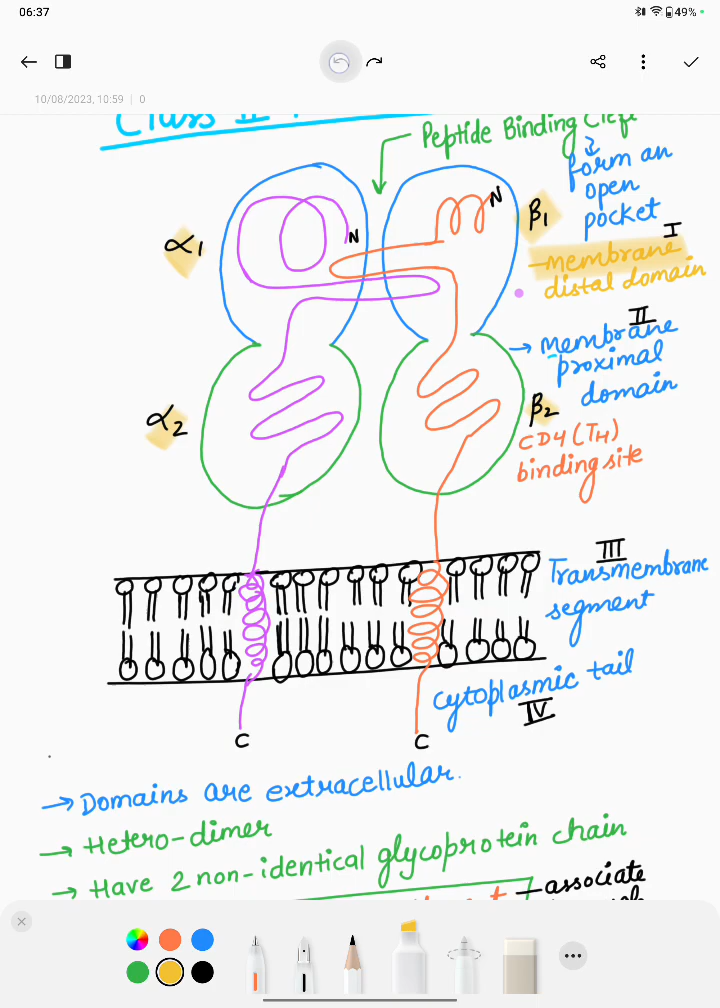 06:37
49%
10/08/2023, 10:59 | 0
Class II
Peptide Binding Cleft
form an
open
pocket
α1
N
N
β1
I
membrane
distal domain
II
→ Membrane
proximal
domain
α2
β2
CD4 (TH)
binding site
III
Transmembrane
segment
cytoplasmic tail
IV
C
C
→ Domains are extracellular.
→ Hetero-dimer
→ Have 2 non-identical glycoprotein chain
associate